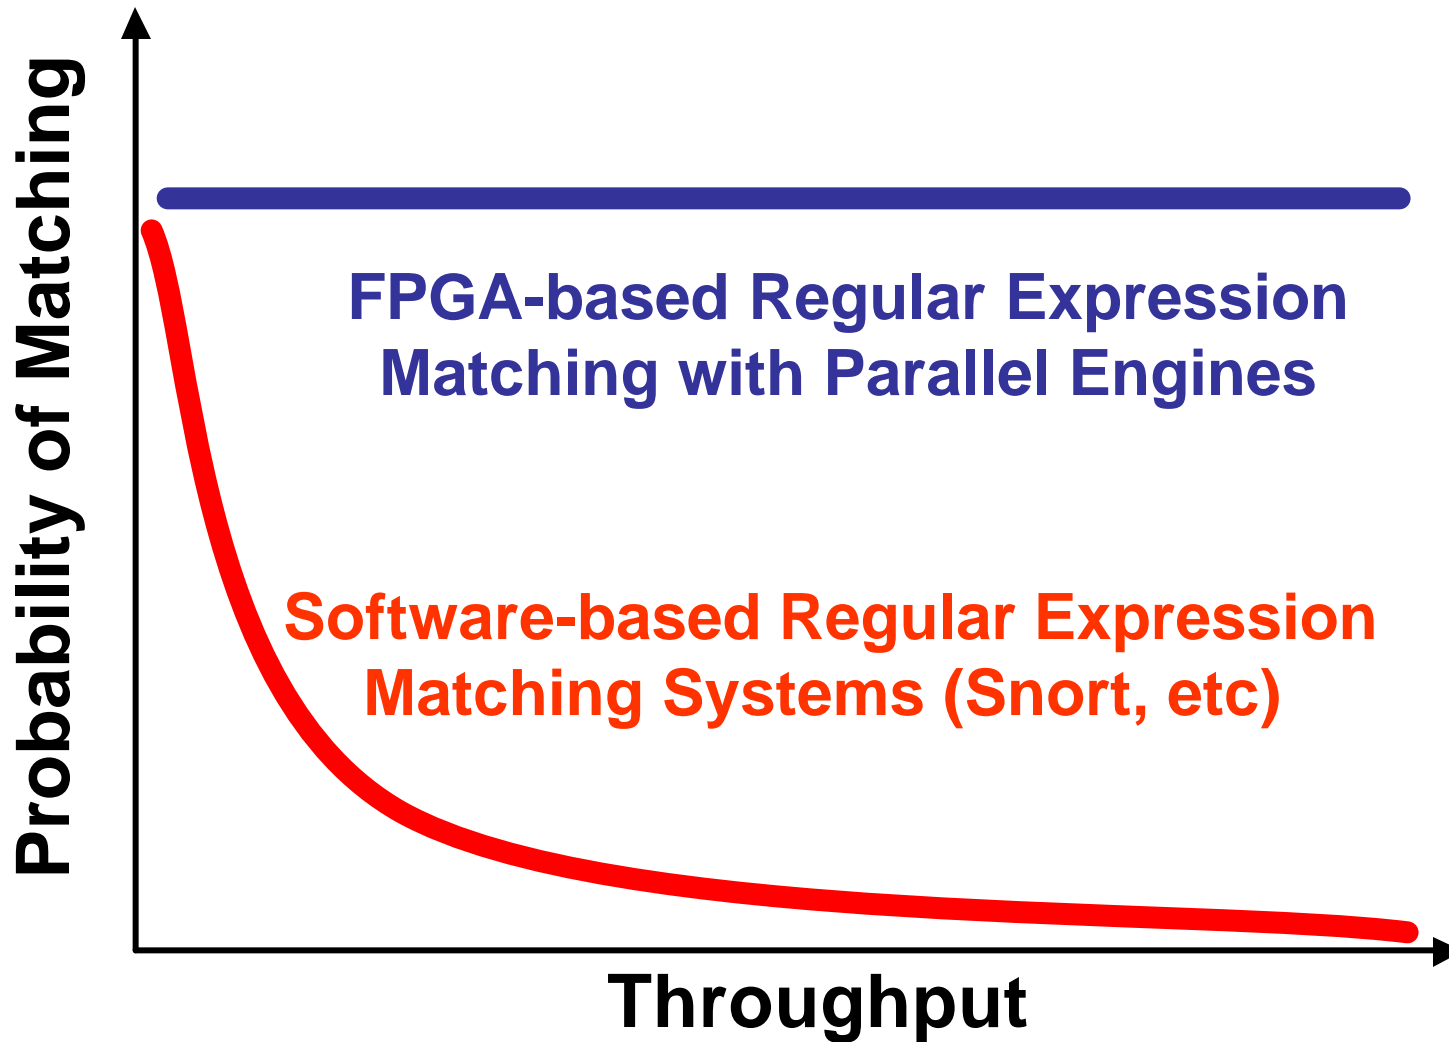 Probability of Matching
FPGA-based Regular Expression
Matching with Parallel Engines
Software-based Regular Expression
Matching Systems (Snort, etc)
Throughput